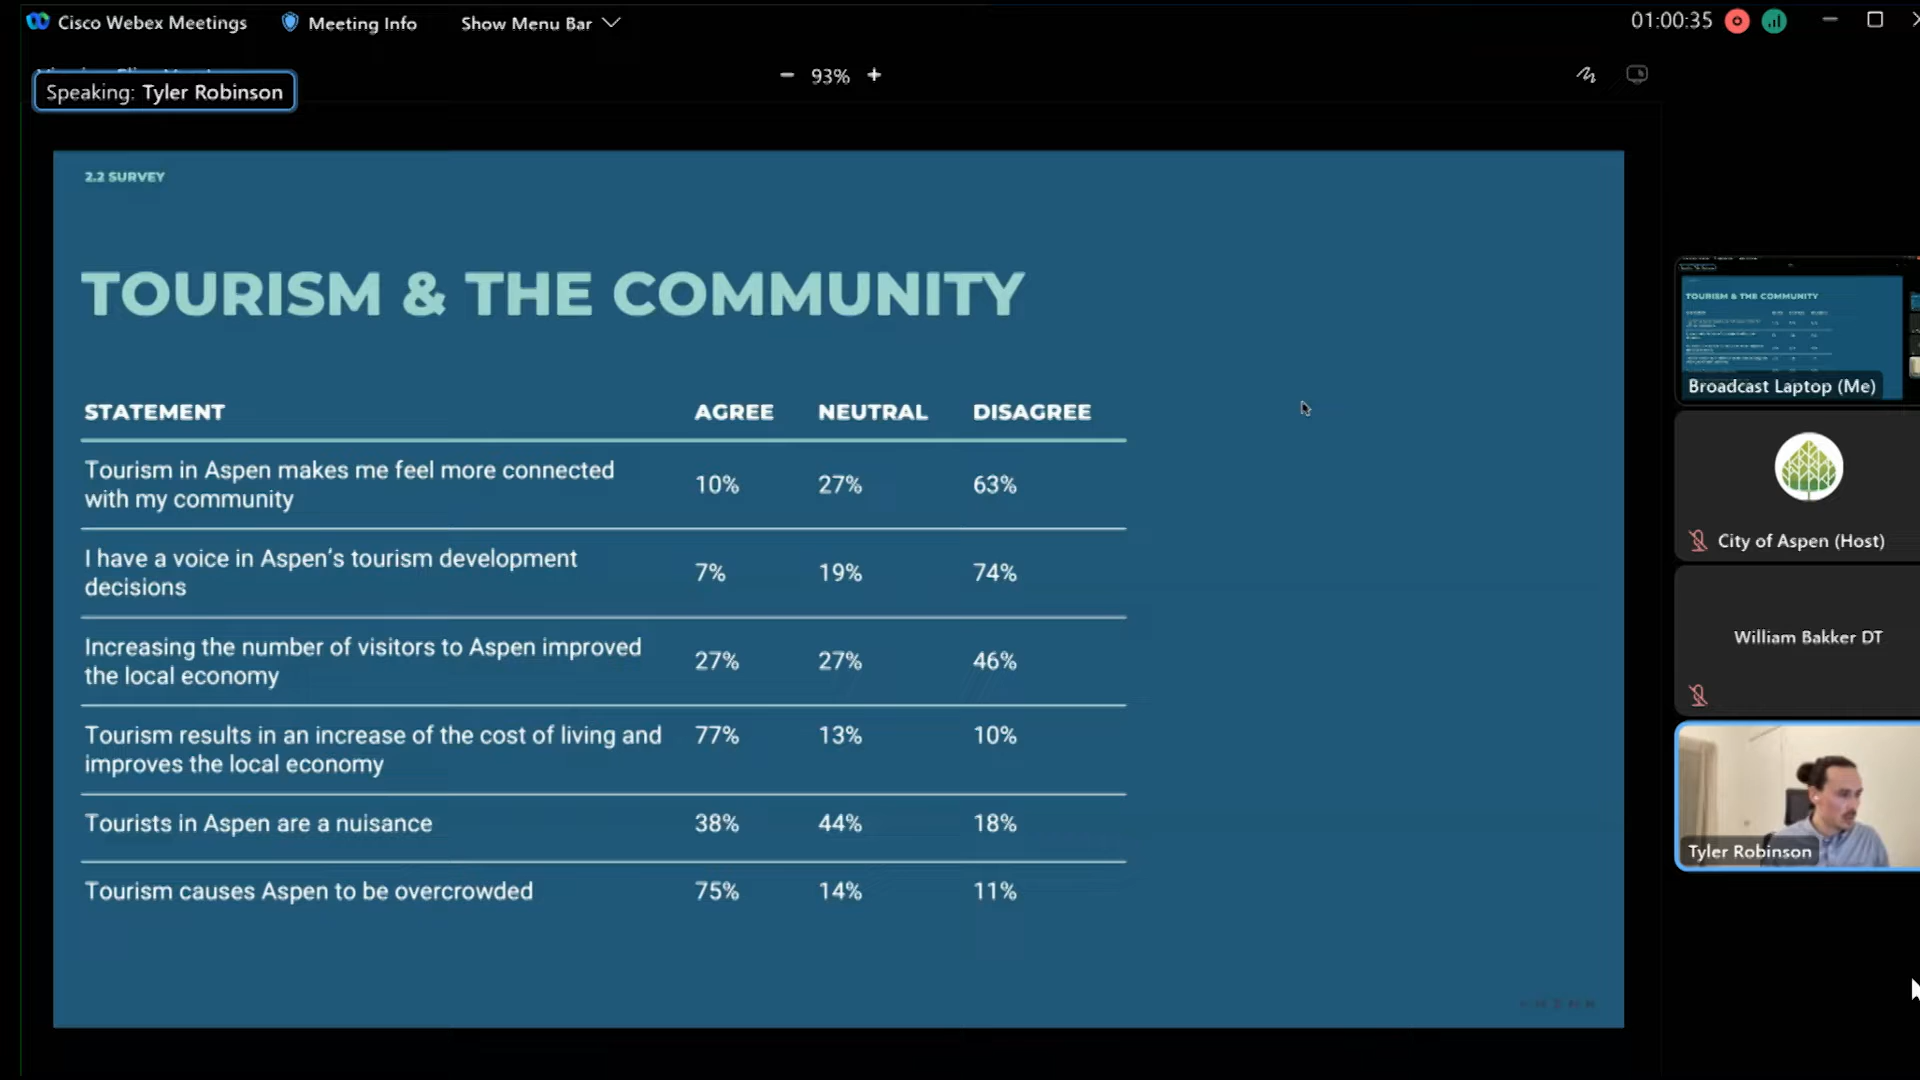 Cisco Webex Meetings
Meeting Info
Show Menu Bar
01:00:35
Speaking: Tyler Robinson
93%
2.2 SURVEY
TOURISM & THE COMMUNITY
STATEMENT AGREE NEUTRAL DISAGREE
Tourism in Aspen makes me feel more connected
with my community
10% 27% 63%
I have a voice in Aspen’s tourism development
decisions
7% 19% 74%
Increasing the number of visitors to Aspen improved
the local economy
27% 27% 46%
Tourism results in an increase of the cost of living and
improves the local economy
77% 13% 10%
Tourists in Aspen are a nuisance 38% 44% 18%
Tourism causes Aspen to be overcrowded 75% 14% 11%
TOURISM & THE COMMUNITY
Broadcast Laptop (Me)
City of Aspen (Host)
William Bakker DT
Tyler Robinson